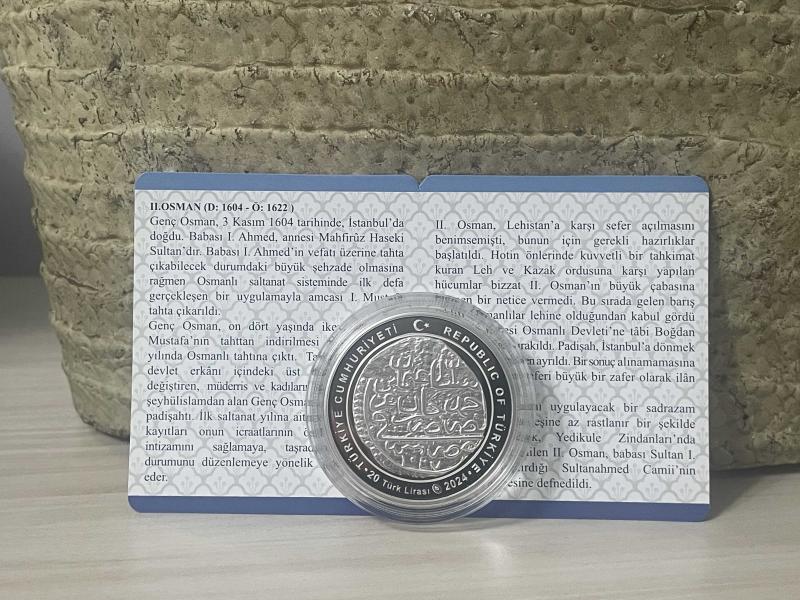 II.OSMAN (D: 1604 - Ö: 1622 )
Genç Osman, 3 Kasım 1604 tarihinde, İstanbul'da
doğdu. Babası I. Ahmed, annesi Mahfirûz Haseki
Sultan'dır. Babası I. Ahmed'in vefatı üzerine tahta
çıkabilecek durumdaki büyük şehzade olmasına
rağmen Osmanlı saltanat sisteminde ilk defa
gerçekleşen bir uygulamayla amcası I.
tahta çıkarıldı.
Genç Osman, on dört yaşında
Mustafa'nın tahttan indirilmesi
yılında Osmanlı tahtına çıktı.
devlet erkânı içindeki üst
değiştiren, müderris ve kadıların
şeyhülislamdan alan Genç
padişahtı. İlk saltanat yılına ait
kayıtları onun icraatlarının
intizamını sağlamaya,
durumunu düzenlemeye yönelik
eder.
II. Osman, Lehistan'a karşı sefer açılmasını
benimsemişti, bunun için gerekli hazırlıklar
başlatıldı. Hotin önlerinde kuvvetli bir tahkimat
kuran Leh ve Kazak ordusuna karşı yapılan
hücumlar bizzat II. Osman'ın büyük çabasına
bir netice vermedi. Bu sırada gelen barış
lehine olduğundan kabul gördü
Osmanlı Devleti'ne tâbi Boğdan
Padişah, İstanbul'a dönmek
Bir sonuç alınamamasına
büyük bir zafer olarak ilân
uygulayacak bir sadrazam
az rastlanır bir şekilde
Yedikule Zindanları'nda
II. Osman, babası Sultan I.
Sultanahmed Camii'nin
defnedildi.
TÜRKİYE CUMHURİYETİ
REPUBLIC OF TÜRKİYE
20 Türk Lirası
2024